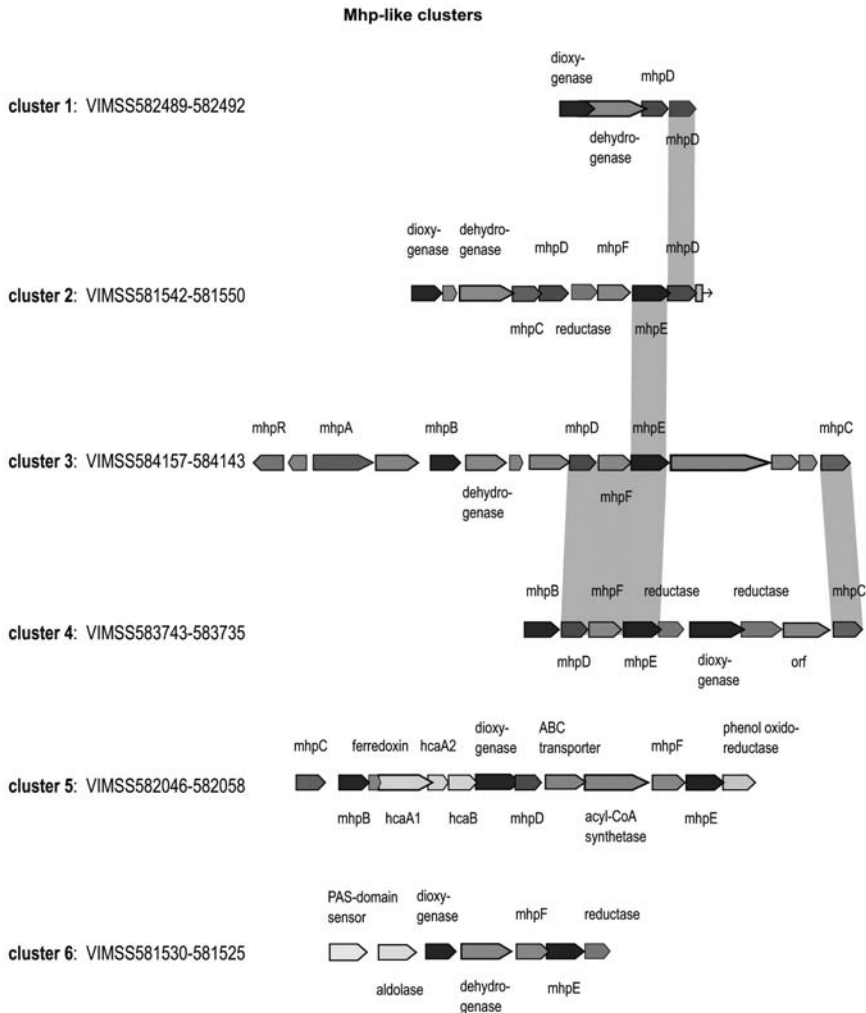 Mhp-like clusters
dioxy-
genase
mhpD
cluster 1: VIMSS582489-582492
dehydro-
genase
mhpD
dioxy-
genase
dehydro-
genase
mhpD
mhpF
mhpD
cluster 2: VIMSS581542-581550
mhpC
reductase
mhpE
mhpR
mhpA
mhpB
mhpD
mhpE
mhpC
cluster 3: VIMSS584157-584143
dehydro-
genase
mhpF
mhpB
mhpF
reductase
reductase
mhpC
cluster 4: VIMSS583743-583735
mhpD
mhpE
dioxy-
genase
orf
mhpC
ferredoxin
hcaA2
dioxy-
genase
ABC
transporter
mhpF
phenol oxido-
reductase
cluster 5: VIMSS582046-582058
mhpB
hcaA1
hcaB
mhpD
acyl-CoA
synthetase
mhpE
PAS-domain
sensor
dioxy-
genase
mhpF
reductase
cluster 6: VIMSS581530-581525
aldolase
dehydro-
genase
mhpE